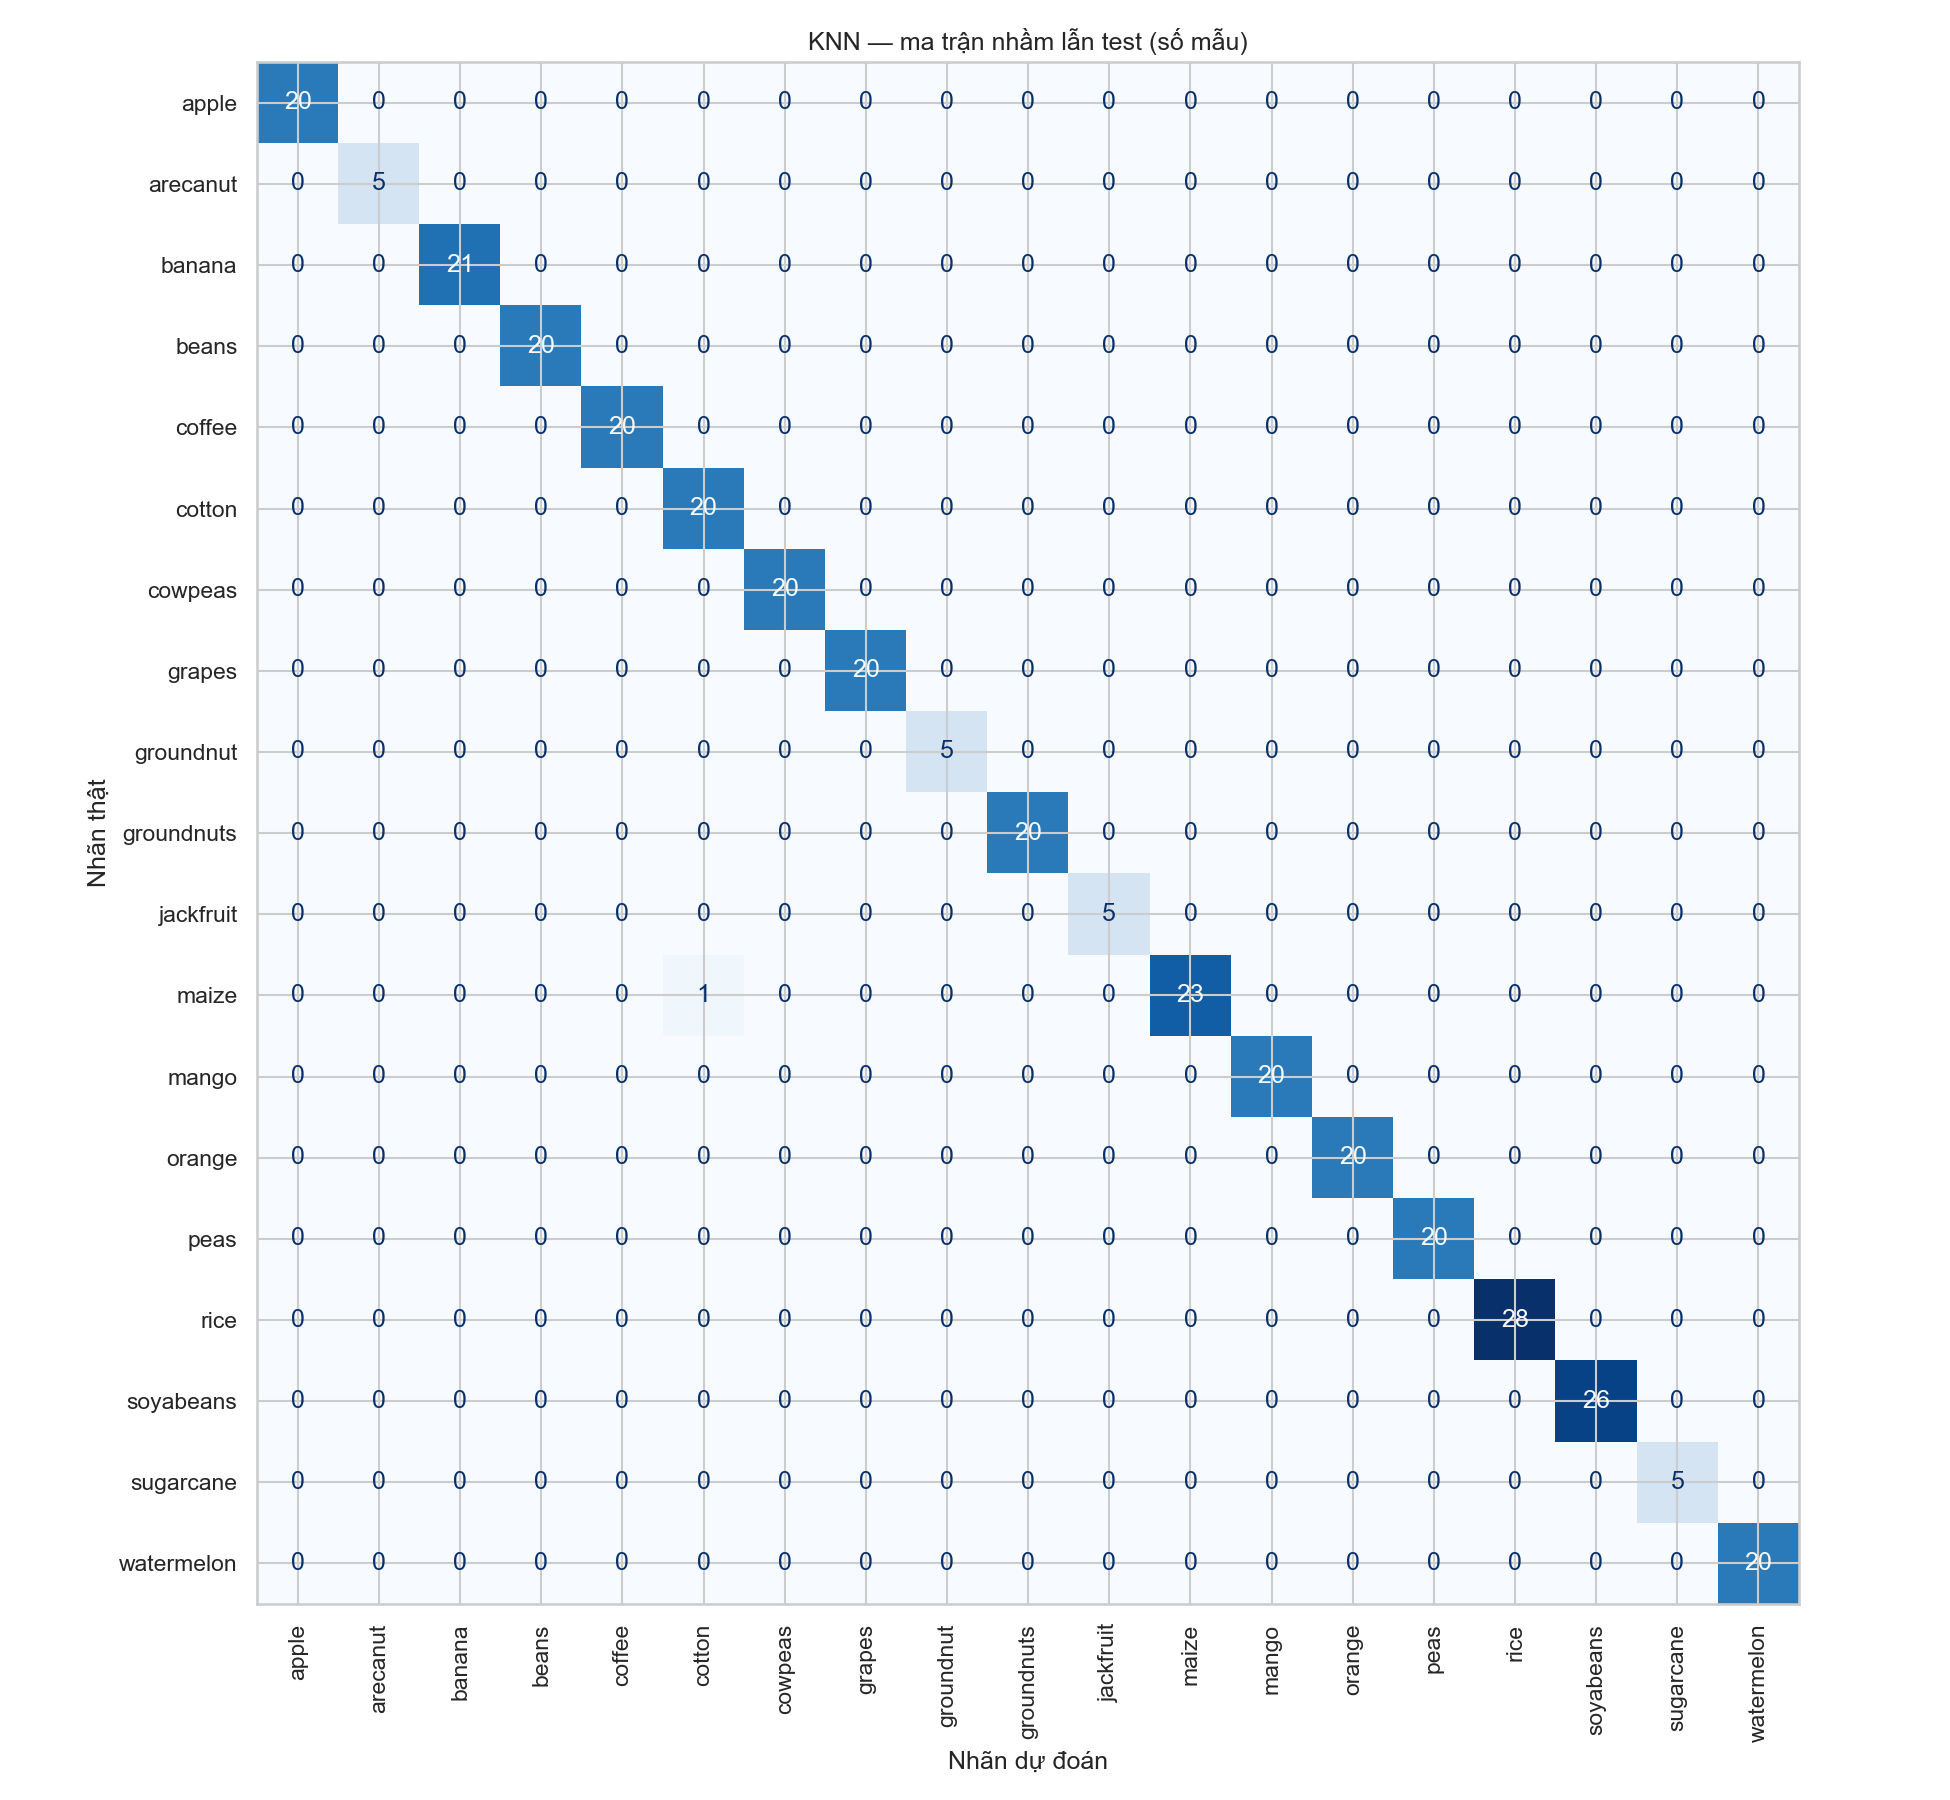 KNN — ma trận nhầm lẫn test (số mẫu)
Nhãn thật
apple 20 0 0 0 0 0 0 0 0 0 0 0 0 0 0 0 0 0 0
arecanut 0 5 0 0 0 0 0 0 0 0 0 0 0 0 0 0 0 0 0
banana 0 0 21 0 0 0 0 0 0 0 0 0 0 0 0 0 0 0 0
beans 0 0 0 20 0 0 0 0 0 0 0 0 0 0 0 0 0 0 0
coffee 0 0 0 0 20 0 0 0 0 0 0 0 0 0 0 0 0 0 0
cotton 0 0 0 0 0 20 0 0 0 0 0 0 0 0 0 0 0 0 0
cowpeas 0 0 0 0 0 0 20 0 0 0 0 0 0 0 0 0 0 0 0
grapes 0 0 0 0 0 0 0 20 0 0 0 0 0 0 0 0 0 0 0
groundnut 0 0 0 0 0 0 0 0 5 0 0 0 0 0 0 0 0 0 0
groundnuts 0 0 0 0 0 0 0 0 0 20 0 0 0 0 0 0 0 0 0
jackfruit 0 0 0 0 0 0 0 0 0 0 5 0 0 0 0 0 0 0 0
maize 0 0 0 0 0 1 0 0 0 0 0 23 0 0 0 0 0 0 0
mango 0 0 0 0 0 0 0 0 0 0 0 0 20 0 0 0 0 0 0
orange 0 0 0 0 0 0 0 0 0 0 0 0 0 20 0 0 0 0 0
peas 0 0 0 0 0 0 0 0 0 0 0 0 0 0 20 0 0 0 0
rice 0 0 0 0 0 0 0 0 0 0 0 0 0 0 0 28 0 0 0
soyabeans 0 0 0 0 0 0 0 0 0 0 0 0 0 0 0 0 26 0 0
sugarcane 0 0 0 0 0 0 0 0 0 0 0 0 0 0 0 0 0 5 0
watermelon 0 0 0 0 0 0 0 0 0 0 0 0 0 0 0 0 0 0 20
apple arecanut banana beans coffee cotton cowpeas grapes groundnut groundnuts jackfruit maize mango orange peas rice soyabeans sugarcane watermelon
Nhãn dự đoán